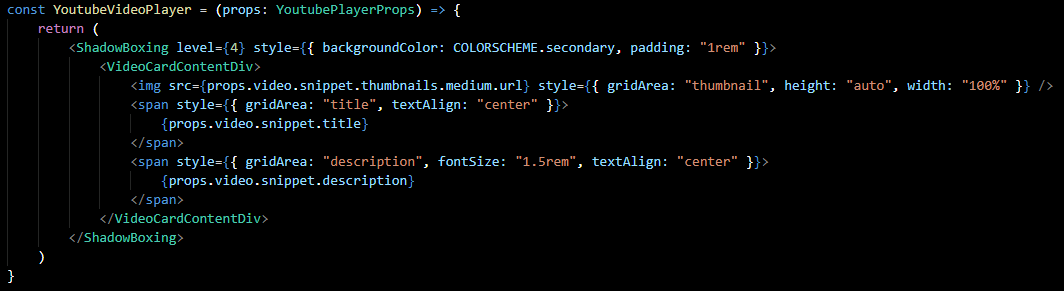 const YoutubeVideoPlayer = (props: YoutubePlayerProps) => {
    return (
        <ShadowBoxing level={4} style={{ backgroundColor: COLORSCHEME.secondary, padding: "1rem" }}>
            <VideoCardContentDiv>
                <img src={props.video.snippet.thumbnails.medium.url} style={{ gridArea: "thumbnail", height: "auto", width: "100%" }} />
                <span style={{ gridArea: "title", textAlign: "center" }}>
                    {props.video.snippet.title}
                </span>
                <span style={{ gridArea: "description", fontSize: "1.5rem", textAlign: "center" }}>
                    {props.video.snippet.description}
                </span>
            </VideoCardContentDiv>
        </ShadowBoxing>
    )
}